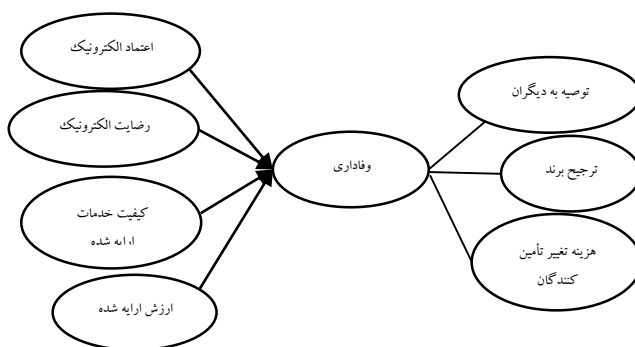 اعتماد الکترونیک
رضایت الکترونیک
کیفیت خدمات
ارایه شده
ارزش ارایه شده
وفاداری
توصیه به دیگران
ترجیح برند
هزینه تغییر تأمین
کنندگان